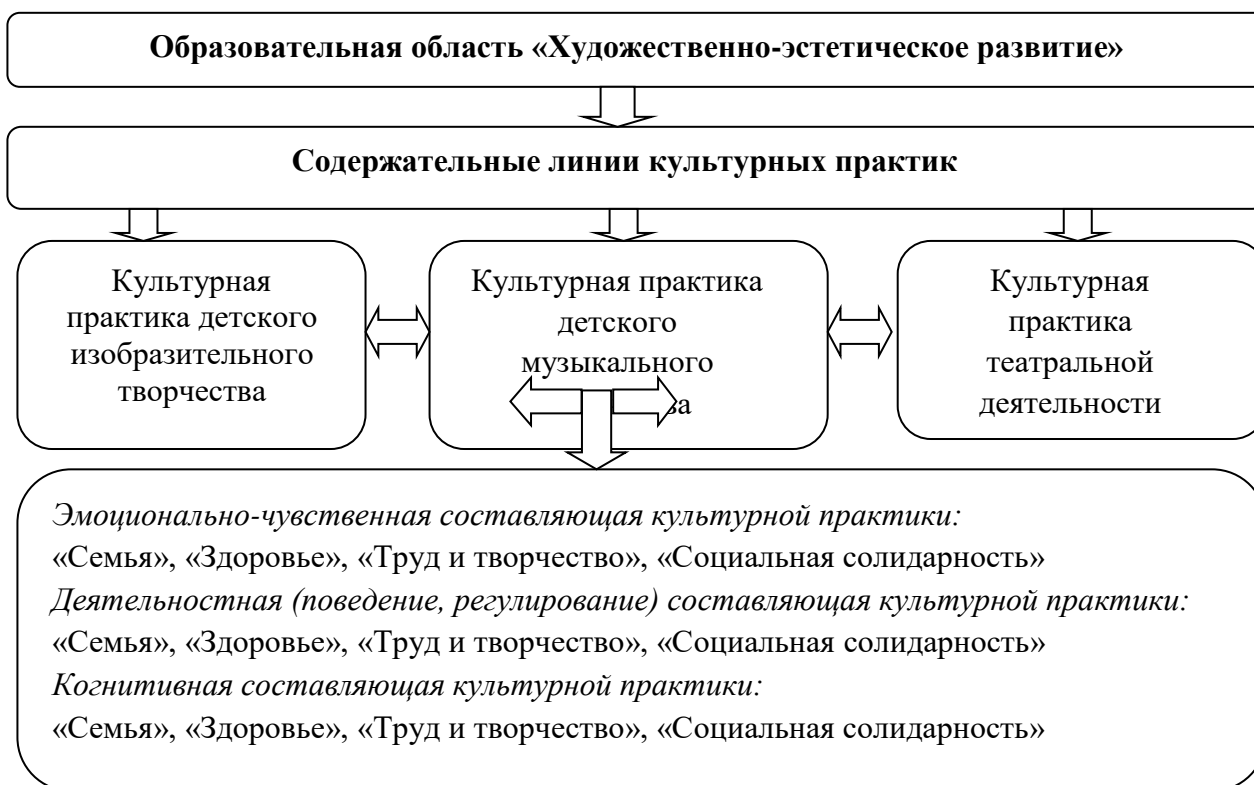 Образовательная область «Художественно-эстетическое развитие»
Содержательные линии культурных практик
Культурная
практика детского
изобразительного
творчества
Культурная практика
детского
музыкального
Культурная
практика
театральной
деятельности
Эмоционально-чувственная составляющая культурной практики:
«Семья», «Здоровье», «Труд и творчество», «Социальная солидарность»
Деятельностная (поведение, регулирование) составляющая культурной практики:
«Семья», «Здоровье», «Труд и творчество», «Социальная солидарность»
Когнитивная составляющая культурной практики:
«Семья», «Здоровье», «Труд и творчество», «Социальная солидарность»